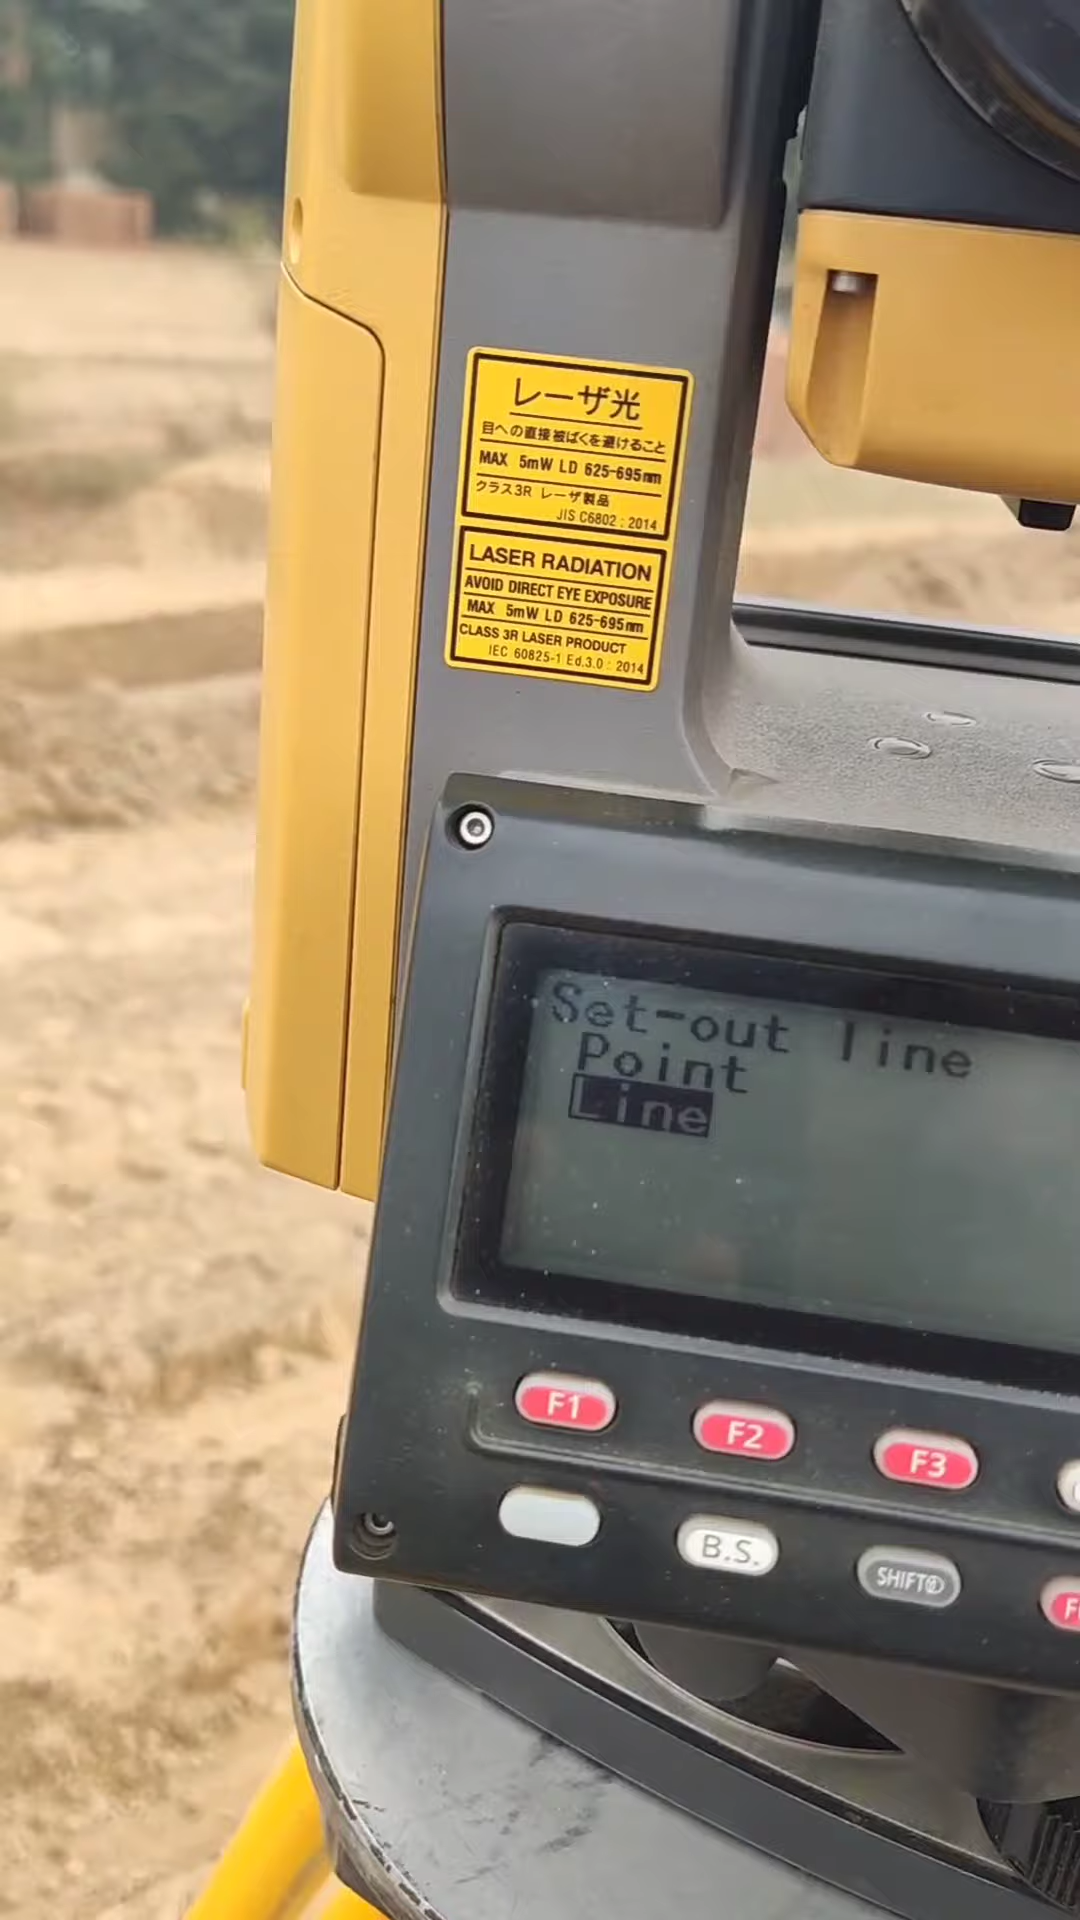 レーザ光
目への直接被ばくを避けること
MAX 5mW LD 625-695nm
クラス3R レーザ製品
JIS C6802 : 2014
LASER RADIATION
AVOID DIRECT EYE EXPOSURE
MAX 5mW LD 625-695nm
CLASS 3R LASER PRODUCT
IEC 60825-1 Ed.3.0 : 2014
Set-out line
Point
Line
F1
F2
F3
B.S.
SHIFT